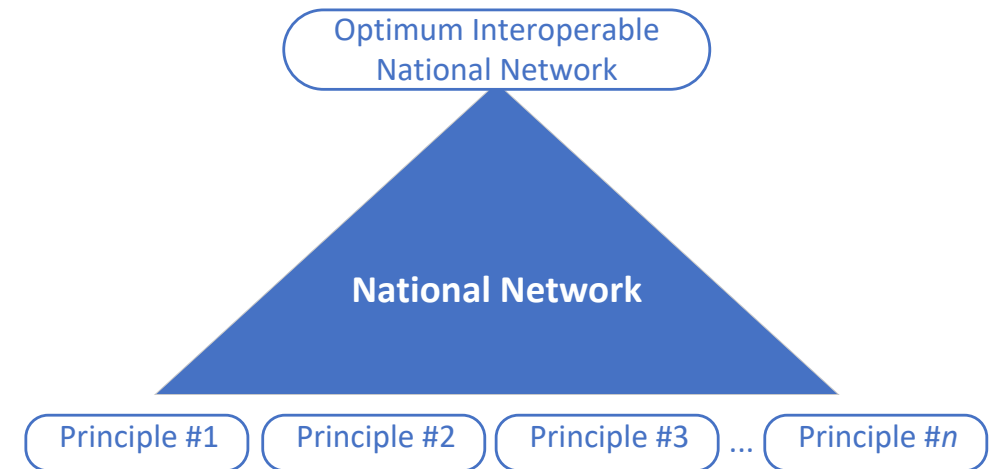 Optimum Interoperable
National Network
National Network
Principle #1 Principle #2 Principle #3 ... Principle #n